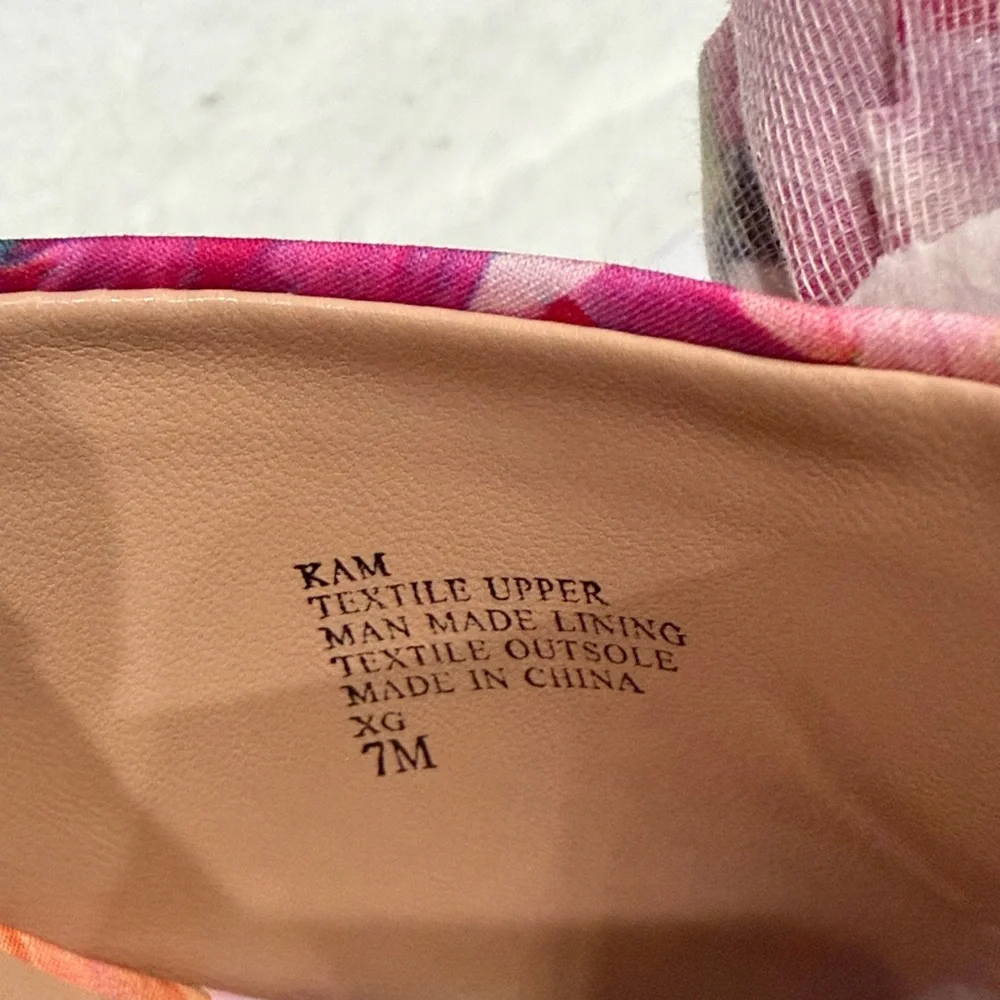 KAM
TEXTILE UPPER
MAN MADE LINING
TEXTILE OUTSOLE
MADE IN CHINA
XG
7M